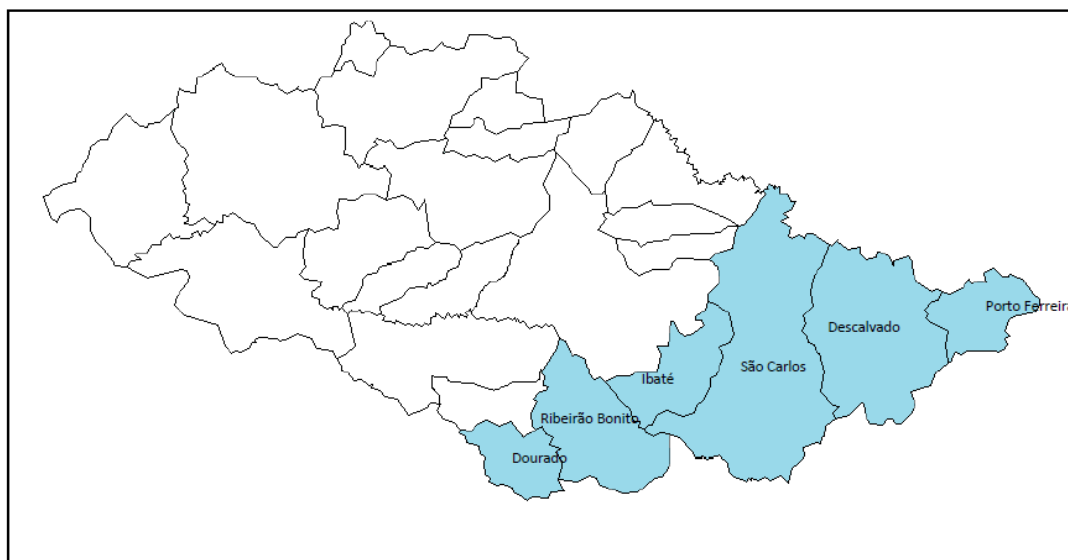 Porto Ferreira
Descalvado
São Carlos
Ibaté
Ribeirão Bonito
Dourado